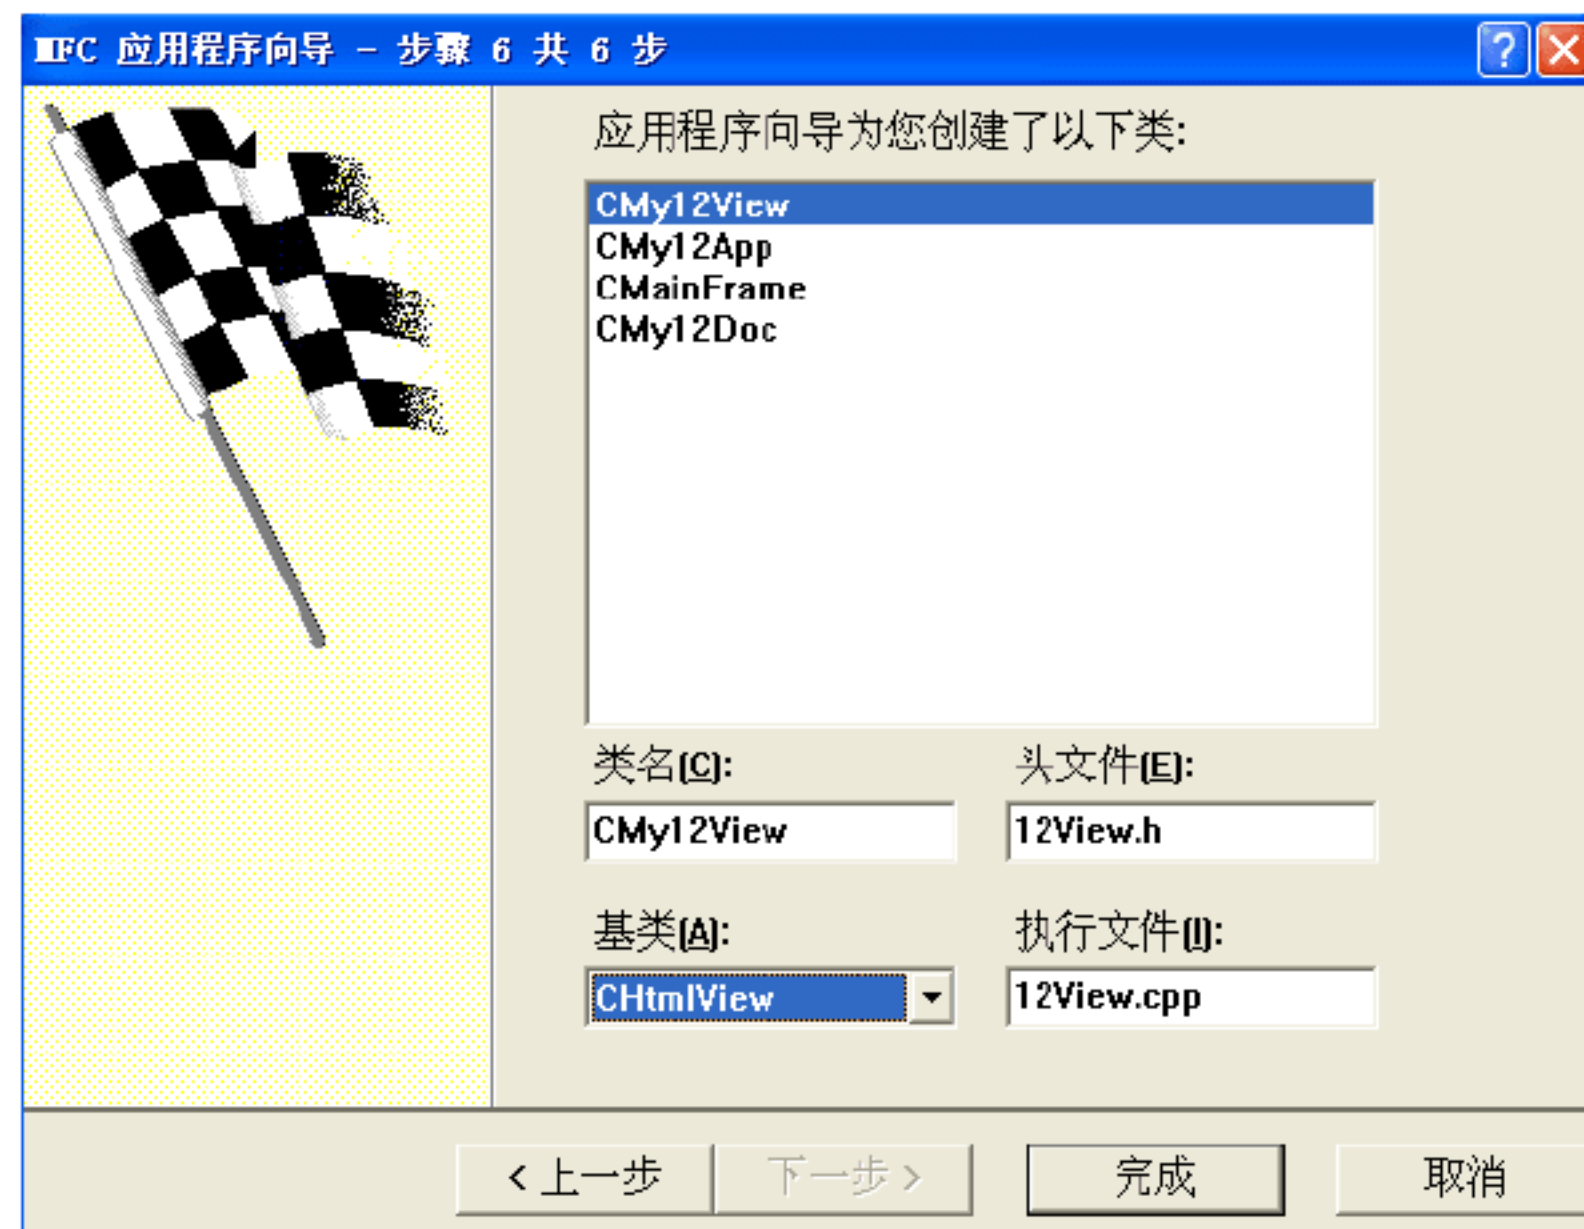 MFC 应用程序向导 - 步骤 6 共 6 步
应用程序向导为您创建了以下类:
CMy12View
CMy12App
CMainFrame
CMy12Doc
类名(C): 头文件(E):
CMy12View 12View.h
基类(A): 执行文件(I):
CHtmlView 12View.cpp
< 上一步 下一步 > 完成 取消